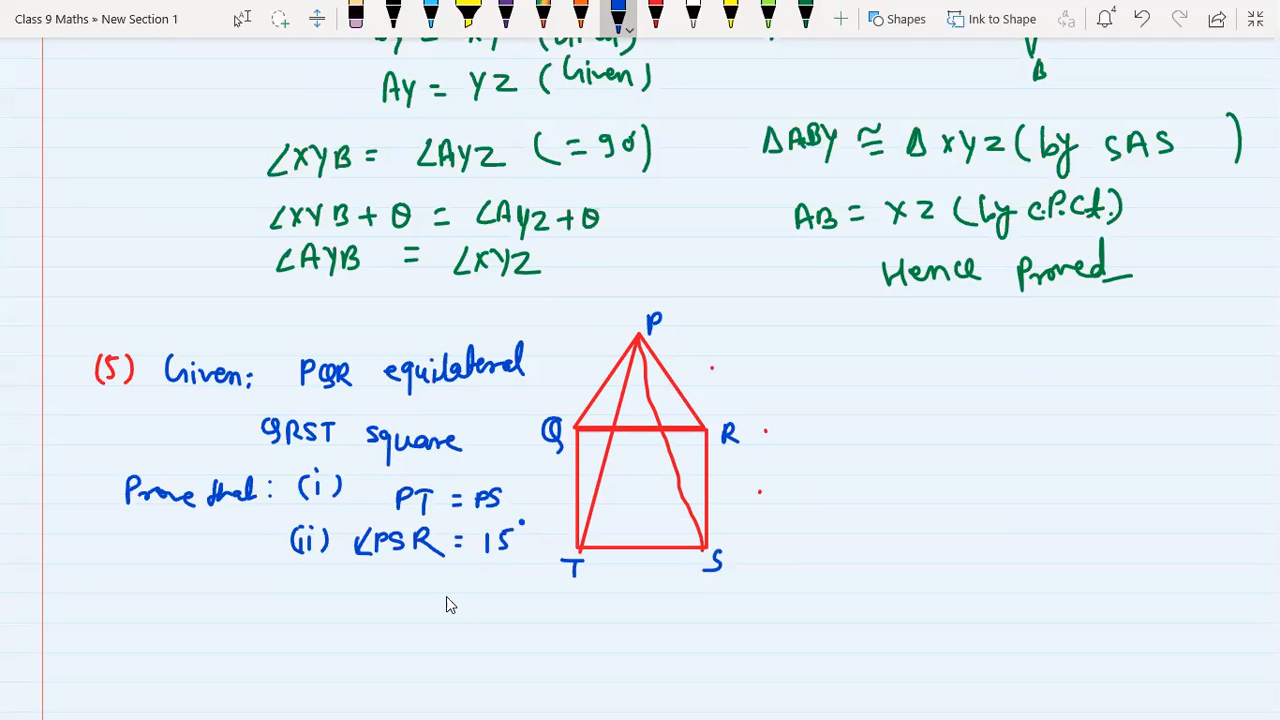 Class 9 Maths » New Section 1
Shapes
Ink to Shape
AY = YZ (Given)
∠XYB = ∠AYZ (= 90°)
∠XYB + θ = ∠AYZ + θ
∠AYB = ∠XYZ
B
ΔABY ≅ Δ XYZ (by SAS )
AB = XZ (by C.P.C.t.)
Hence Proved
(5) Given: PQR equilateral
QRST square
Prove that: (i) PT = PS
(ii) ∠PSR = 15°
P
Q
R
T
S